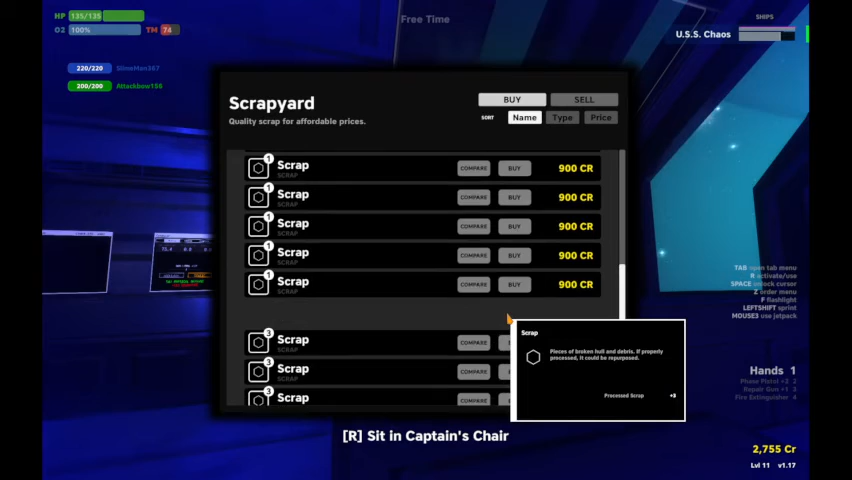 HP 135/135
O2 100% TM 74
220/220 SlimeMan267
200/200 Attackbow156
Free Time
SHIPS
U.S.S. Chaos
Scrapyard
Quality scrap for affordable prices.
BUY SELL
SORT Name Type Price
1 Scrap COMPARE BUY 900 CR
SCRAP
1 Scrap COMPARE BUY 900 CR
SCRAP
1 Scrap COMPARE BUY 900 CR
SCRAP
1 Scrap COMPARE BUY 900 CR
SCRAP
1 Scrap COMPARE BUY 900 CR
SCRAP
3 Scrap COMPARE
SCRAP
3 Scrap COMPARE
SCRAP
3 Scrap COMPARE
SCRAP
Scrap
Pieces of broken hull and debris. If properly
processed, it could be repurposed.
Processed Scrap +3
[R] Sit in Captain's Chair
TAB open tab menu
R activate/use
SPACE unlock cursor
Z order menu
F flashlight
LEFTSHIFT sprint
MOUSE3 use jetpack
Hands 1
Phase Pistol +2 2
Repair Gun +1 3
Fire Extinguisher 4
2,755 Cr
Lvl 11 v1.17